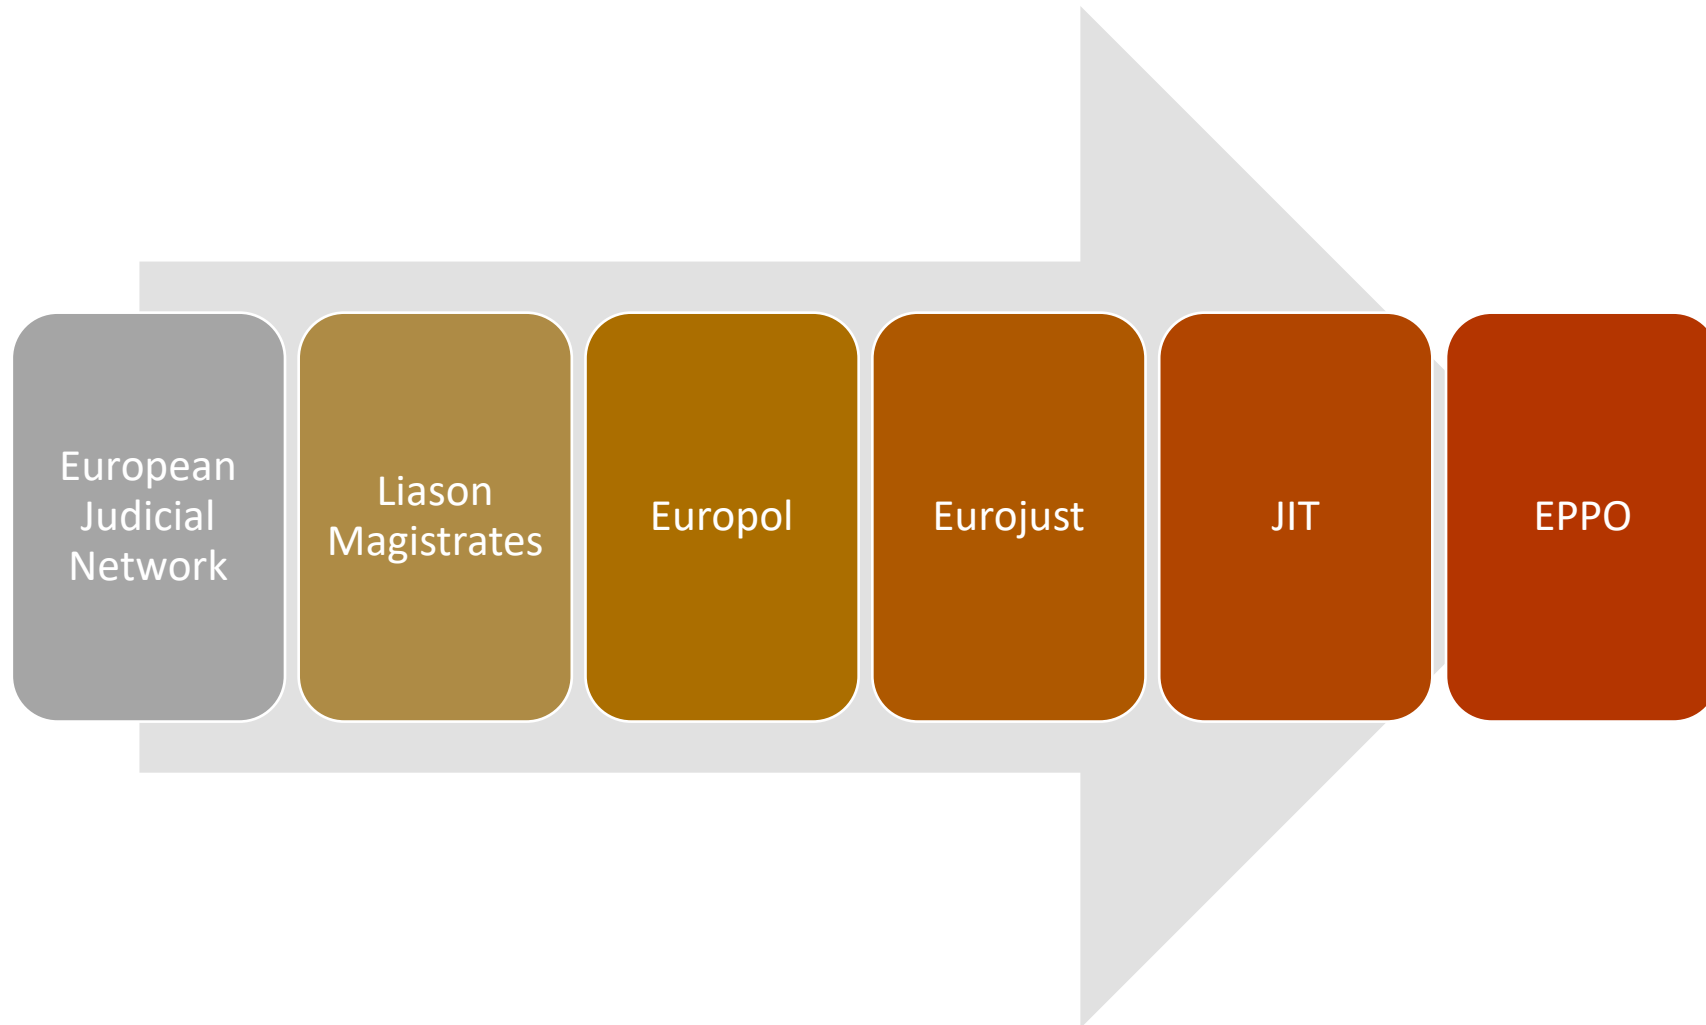 European
Judicial
Network
Liason
Magistrates
Europol
Eurojust
JIT
EPPO